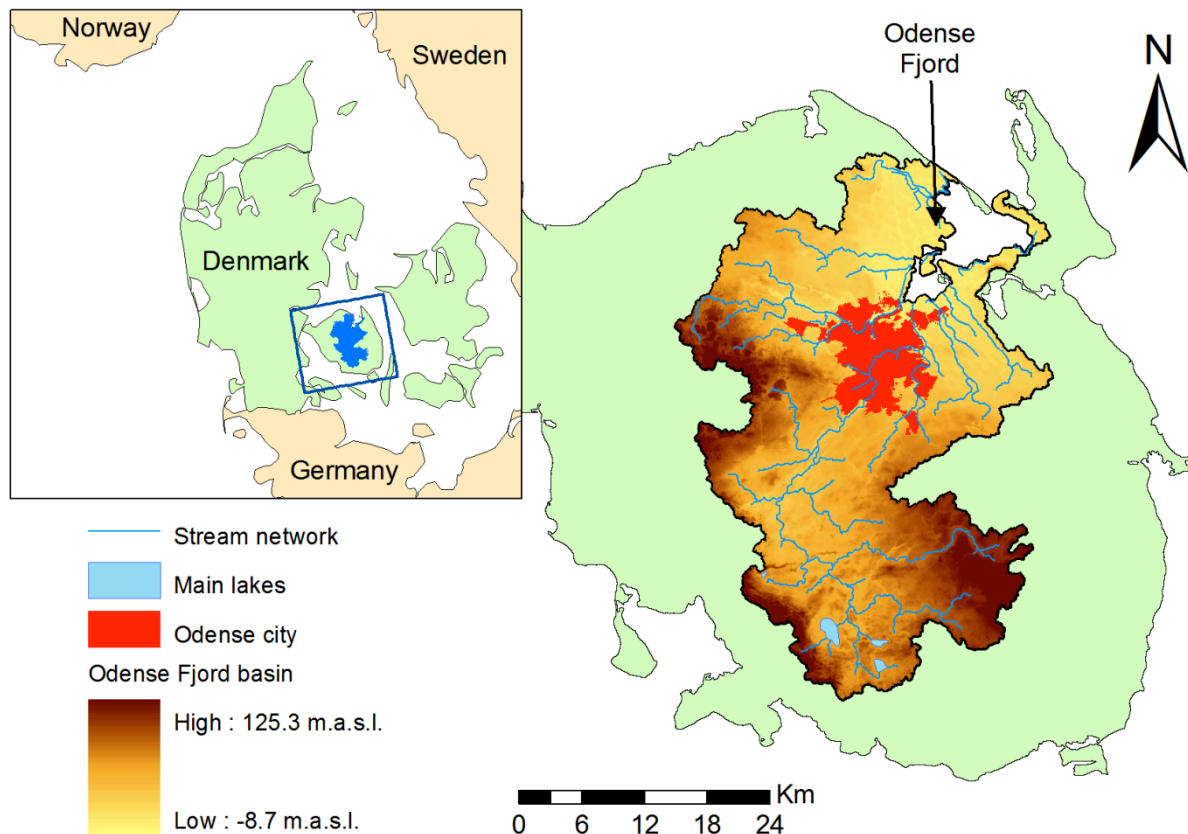 Norway
Sweden
Denmark
Germany
Odense
Fjord
N
Stream network
Main lakes
Odense city
Odense Fjord basin
High : 125.3 m.a.s.l.
Low : -8.7 m.a.s.l.
Km
0 6 12 18 24